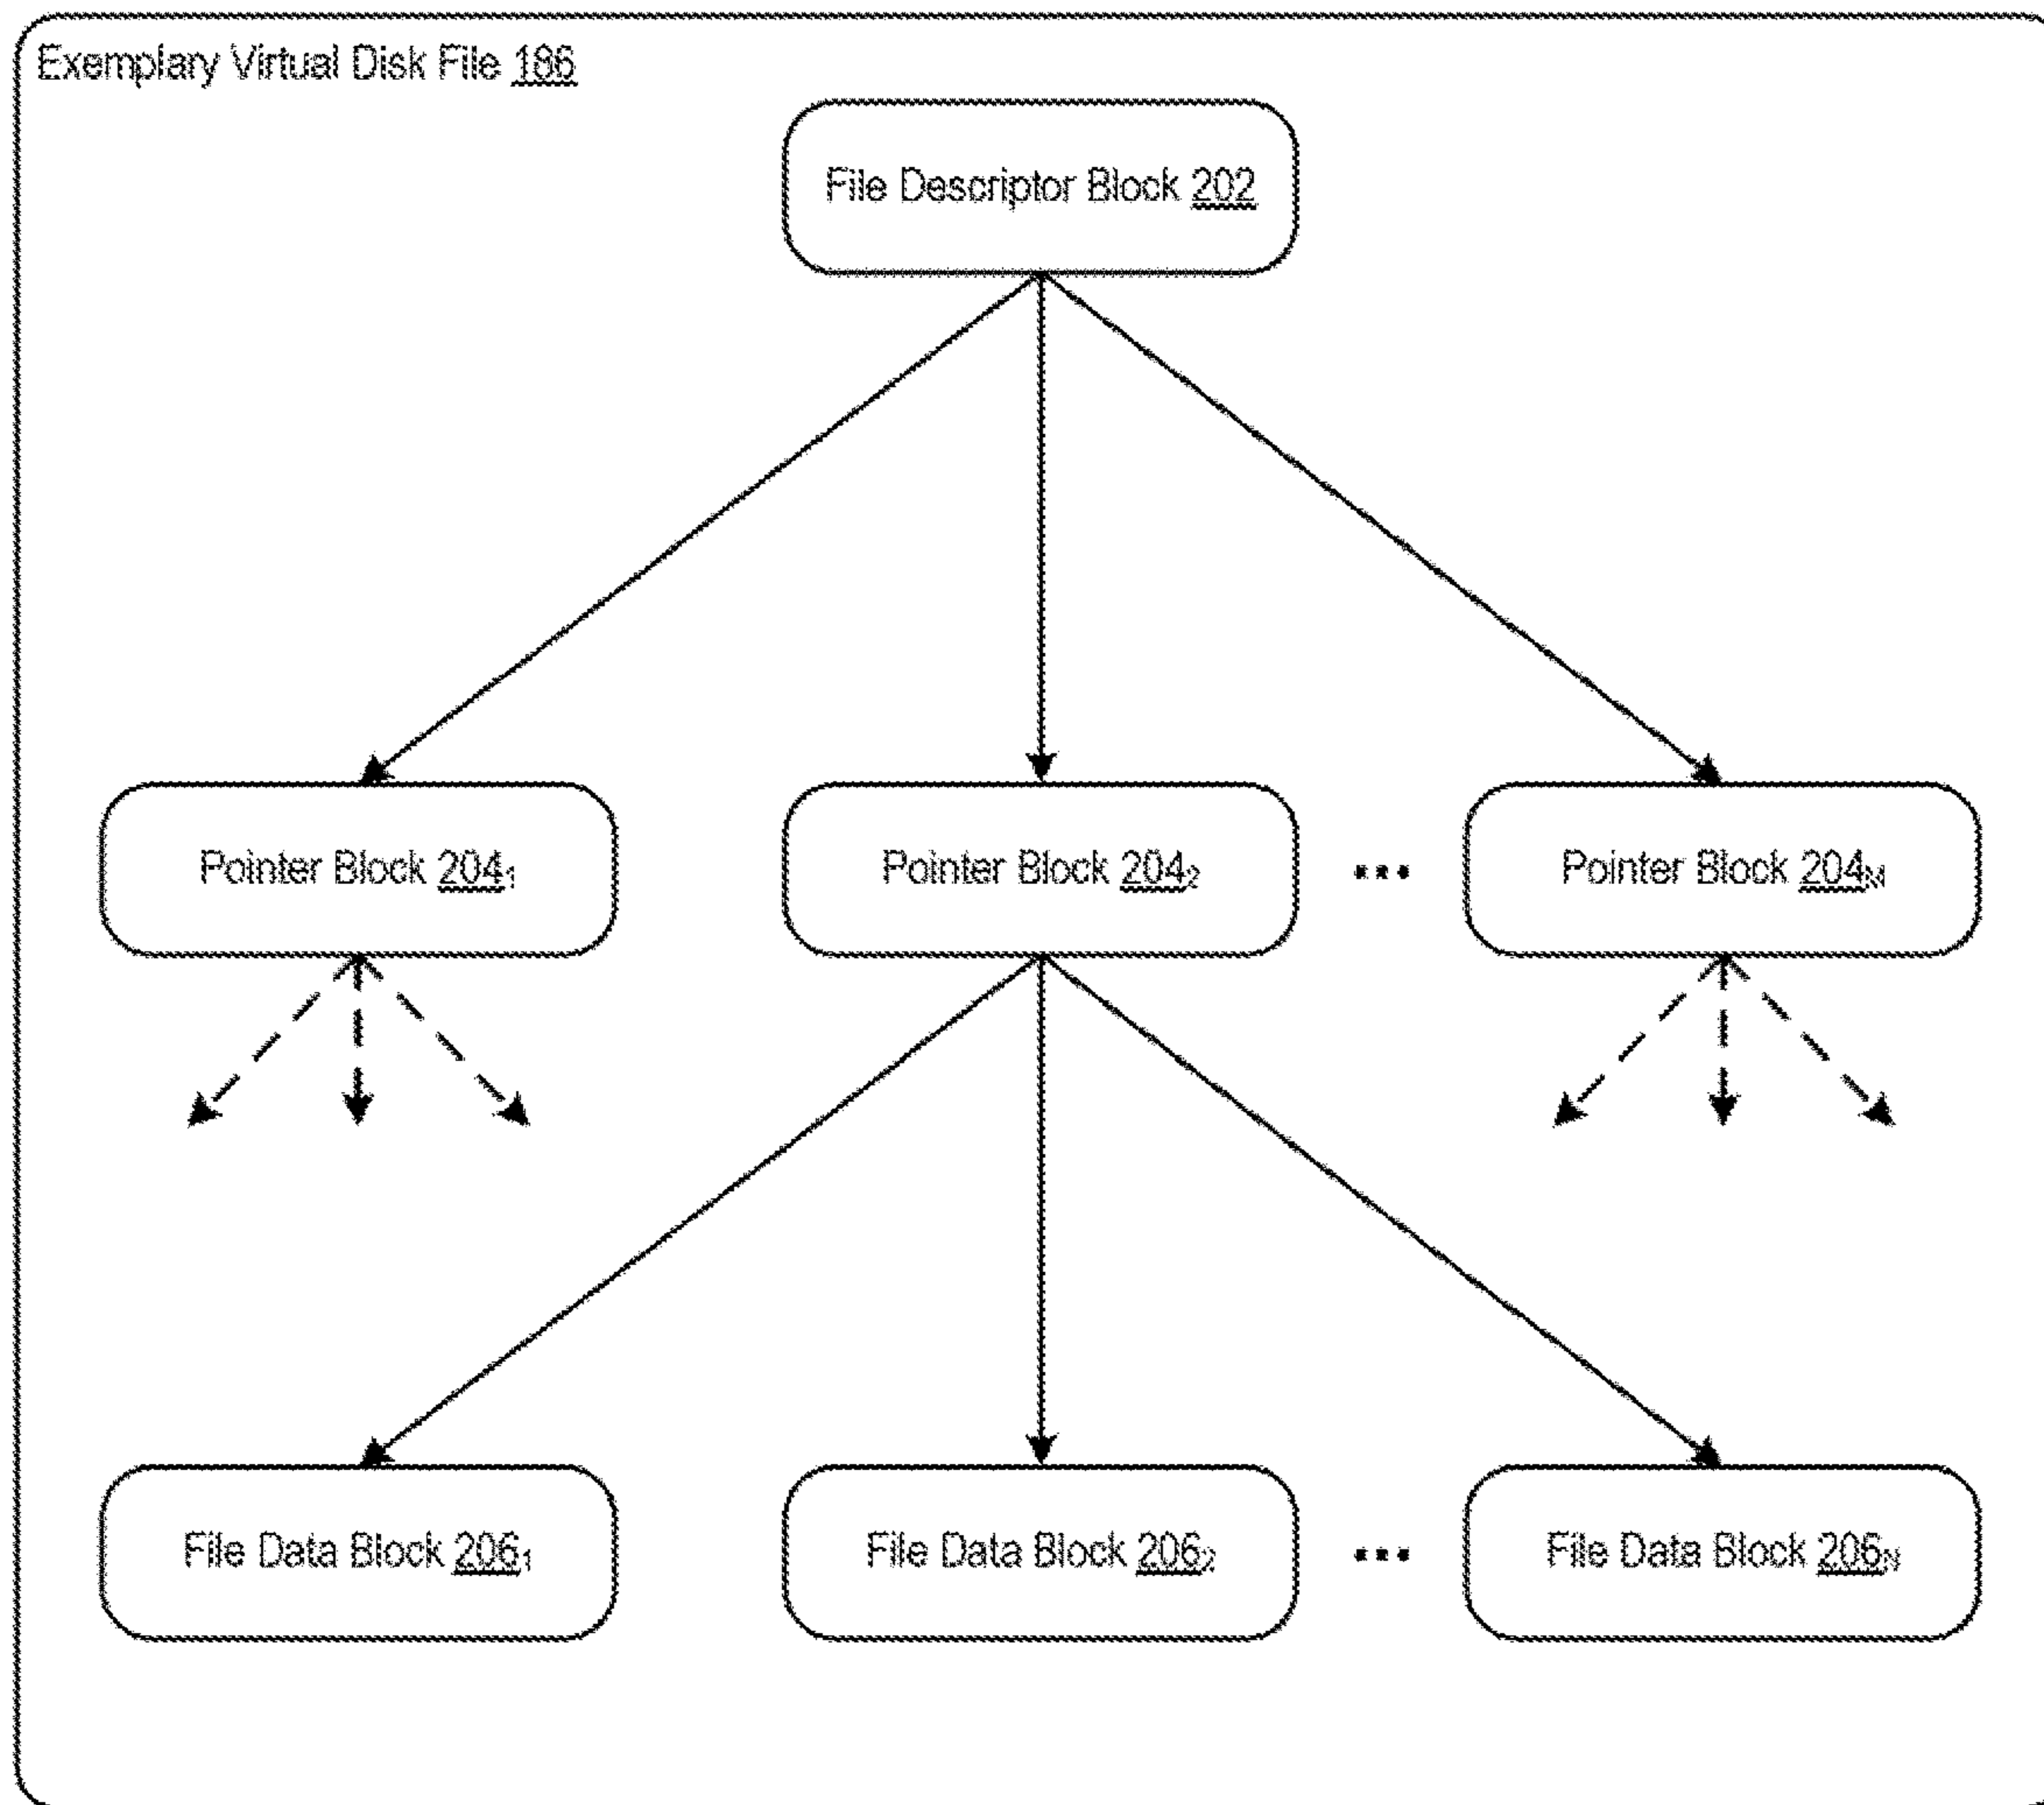 Exemplary Virtual Disk File 186
File Descriptor Block 202
Pointer Block 204₁
Pointer Block 204₂
...
Pointer Block 204ₘ
File Data Block 206₁
File Data Block 206₂
...
File Data Block 206ₙ